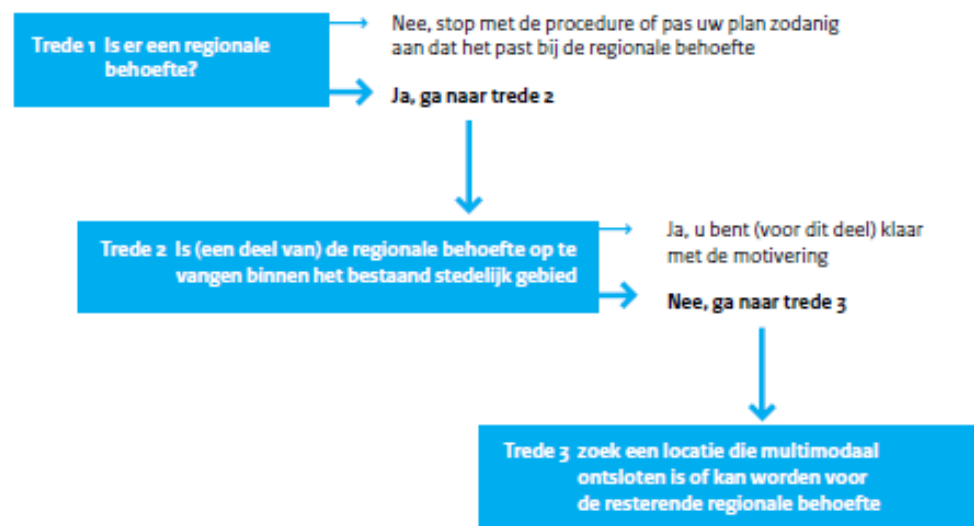 Trede 1 Is er een regionale
behoefte?
Nee, stop met de procedure of pas uw plan zodanig
aan dat het past bij de regionale behoefte
Ja, ga naar trede 2
Trede 2 Is (een deel van) de regionale behoefte op te
vangen binnen het bestaand stedelijk gebied
Ja, u bent (voor dit deel) klaar
met de motivering
Nee, ga naar trede 3
Trede 3 zoek een locatie die multimodaal
ontsloten is of kan worden voor
de resterende regionale behoefte